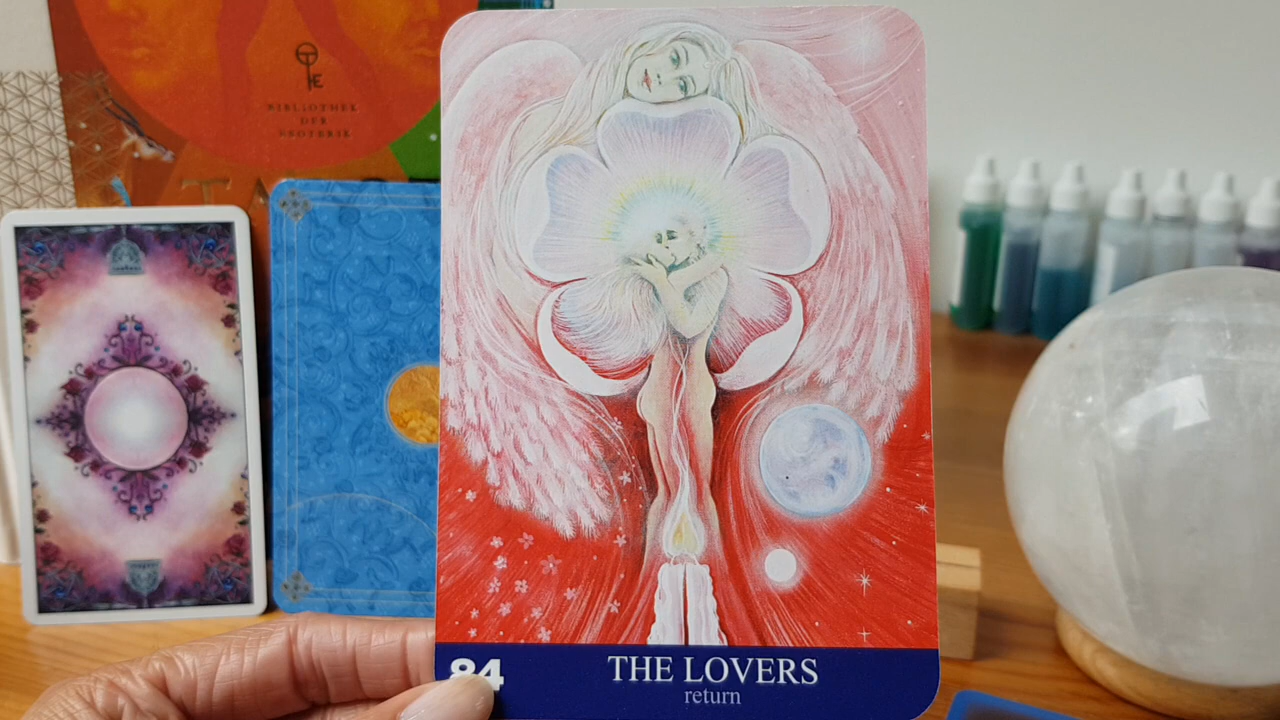 BIBLIOTHEK
DER
ESOTERIK
84
THE LOVERS
return